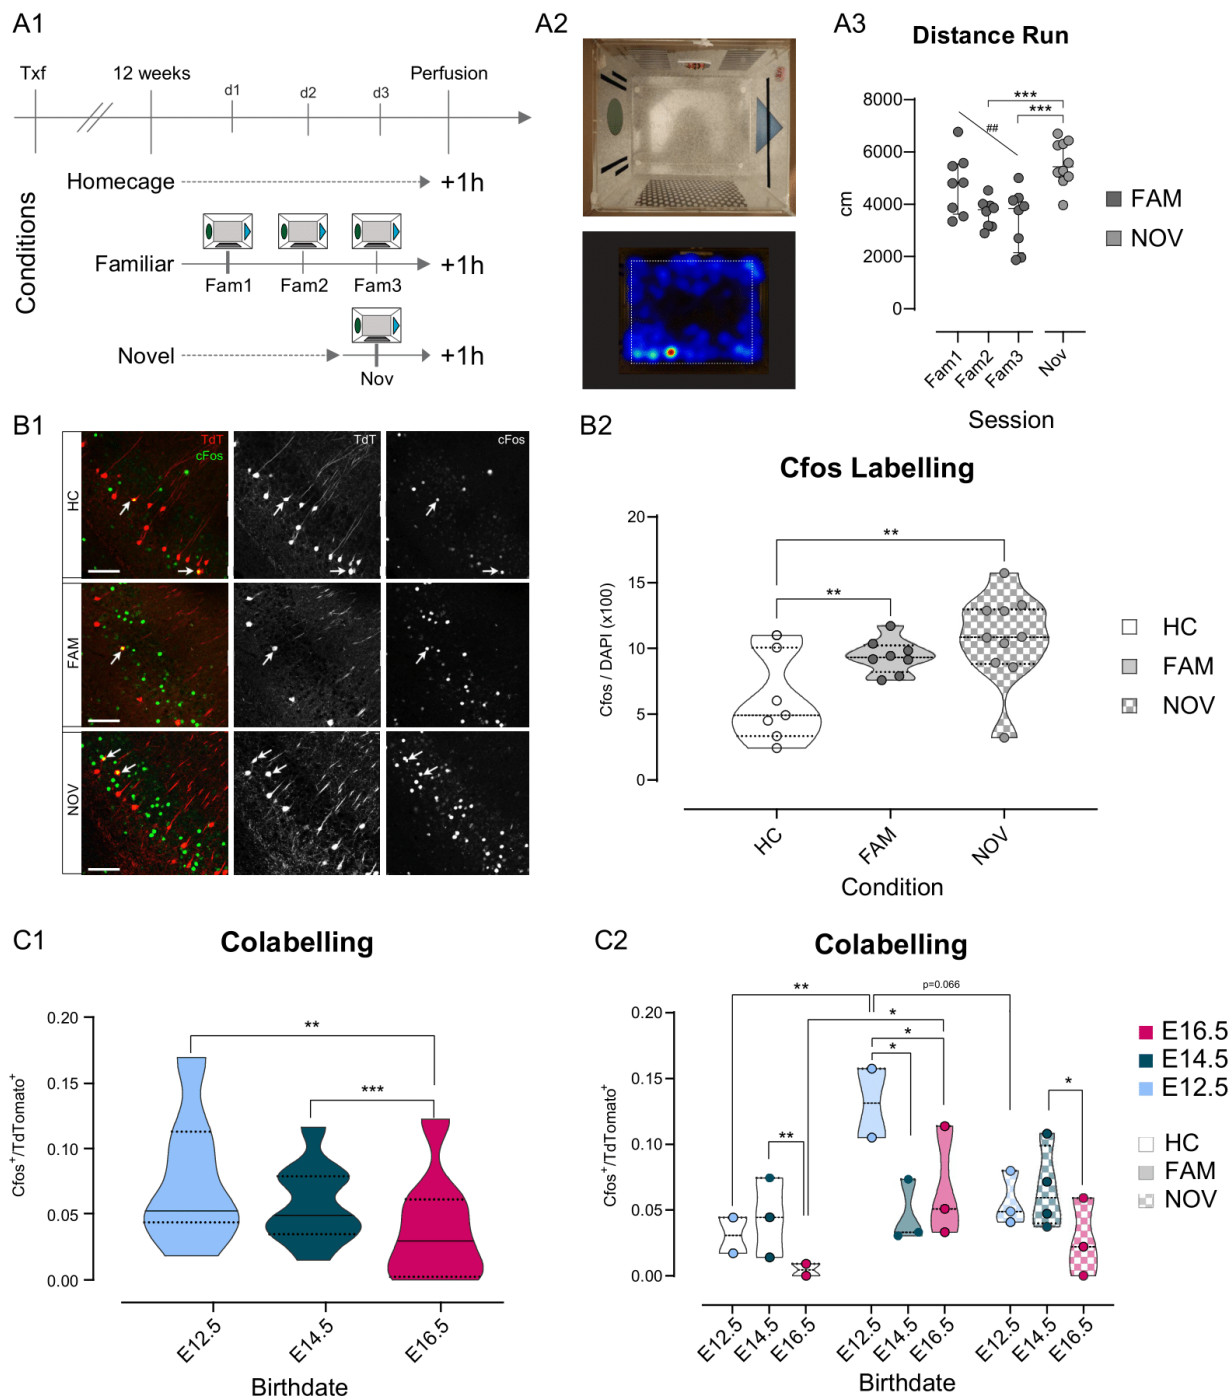 A1
Txf
12 weeks
d1
d2
d3
Perfusion
Conditions
Homecage
+1h
Familiar
Fam1
Fam2
Fam3
+1h
Novel
Nov
+1h
A2
A3
Distance Run
8000
6000
4000
2000
0
cm
***
***
##
Fam1
Fam2
Fam3
Nov
Session
FAM
NOV
B1
HC
FAM
NOV
TdT
cFos
TdT
cFos
B2
Cfos Labelling
20
15
10
5
0
Cfos / DAPI (x100)
**
**
HC
FAM
NOV
Condition
HC
FAM
NOV
C1
Colabelling
0.20
0.15
0.10
0.05
0.00
Cfos⁺/TdTomato⁺
**
***
E12.5
E14.5
E16.5
Birthdate
C2
Colabelling
0.20
0.15
0.10
0.05
0.00
Cfos⁺/TdTomato⁺
**
p=0.066
*
*
*
**
*
E12.5
E14.5
E16.5
E12.5
E14.5
E16.5
E12.5
E14.5
E16.5
Birthdate
E16.5
E14.5
E12.5
HC
FAM
NOV